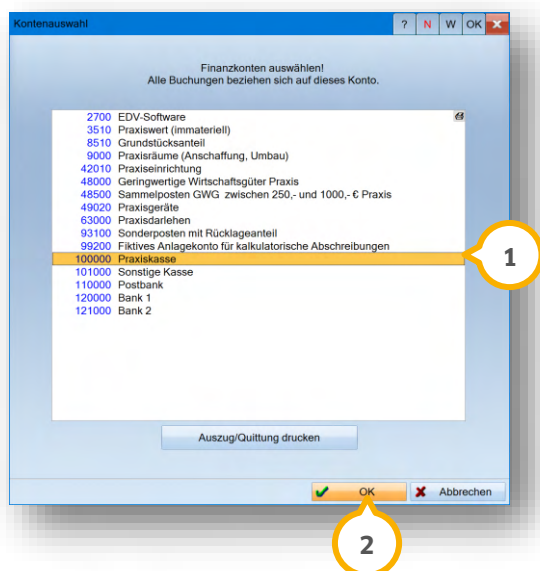 Kontenauswahl ? N W OK
Finanzkonten auswählen!
Alle Buchungen beziehen sich auf dieses Konto.
2700 EDV-Software
3510 Praxiswert (immateriell)
8510 Grundstücksanteil
9000 Praxisräume (Anschaffung, Umbau)
42010 Praxiseinrichtung
48000 Geringwertige Wirtschaftsgüter Praxis
48500 Sammelposten GWG zwischen 250,- und 1000,- € Praxis
49020 Praxisgeräte
63000 Praxisdarlehen
93100 Sonderposten mit Rücklageanteil
99200 Fiktives Anlagekonto für kalkulatorische Abschreibungen
100000 Praxiskasse
1
101000 Sonstige Kasse
110000 Postbank
120000 Bank 1
121000 Bank 2
Auszug/Quittung drucken
OK Abbrechen
2